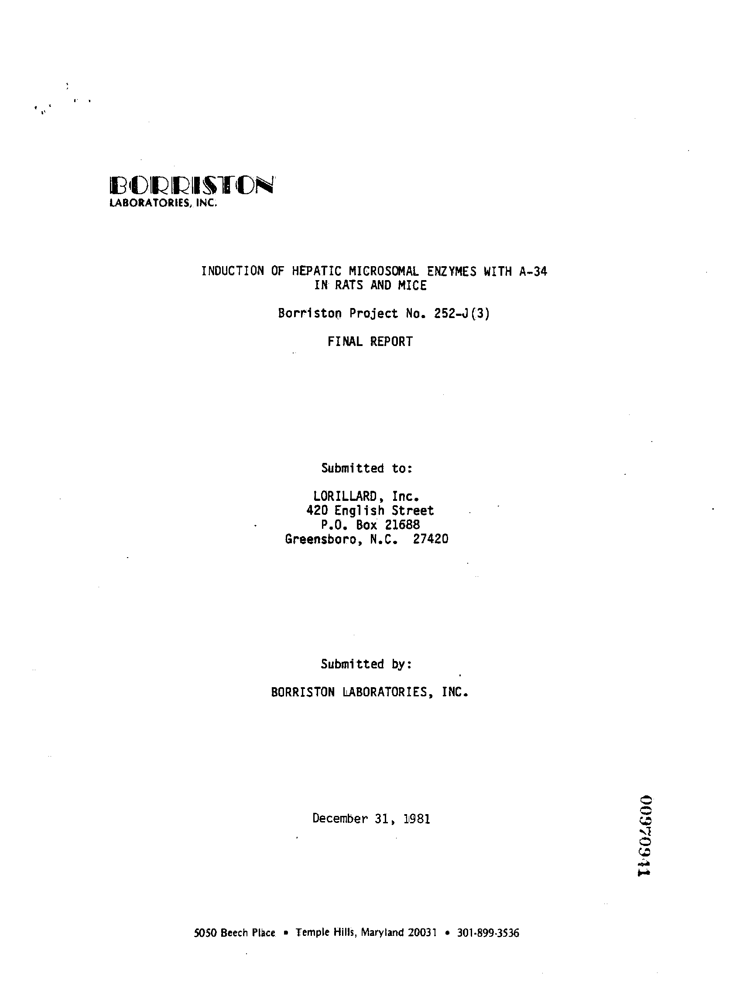 BORRISTON
LABORATORIES, INC.
INDUCTION OF HEPATIC MICROSOMAL ENZYMES WITH A-34
IN RATS AND MICE
Borriston Project No. 252-J(3)
FINAL REPORT
Submitted to:
LORILLARD, Inc.
420 English Street
P.O. Box 21688
Greensboro, N.C. 27420
Submitted by:
BORRISTON LABORATORIES, INC.
December 31, 1981
00970941
5050 Beech Place • Temple Hills, Maryland 20031 • 301-899-3536